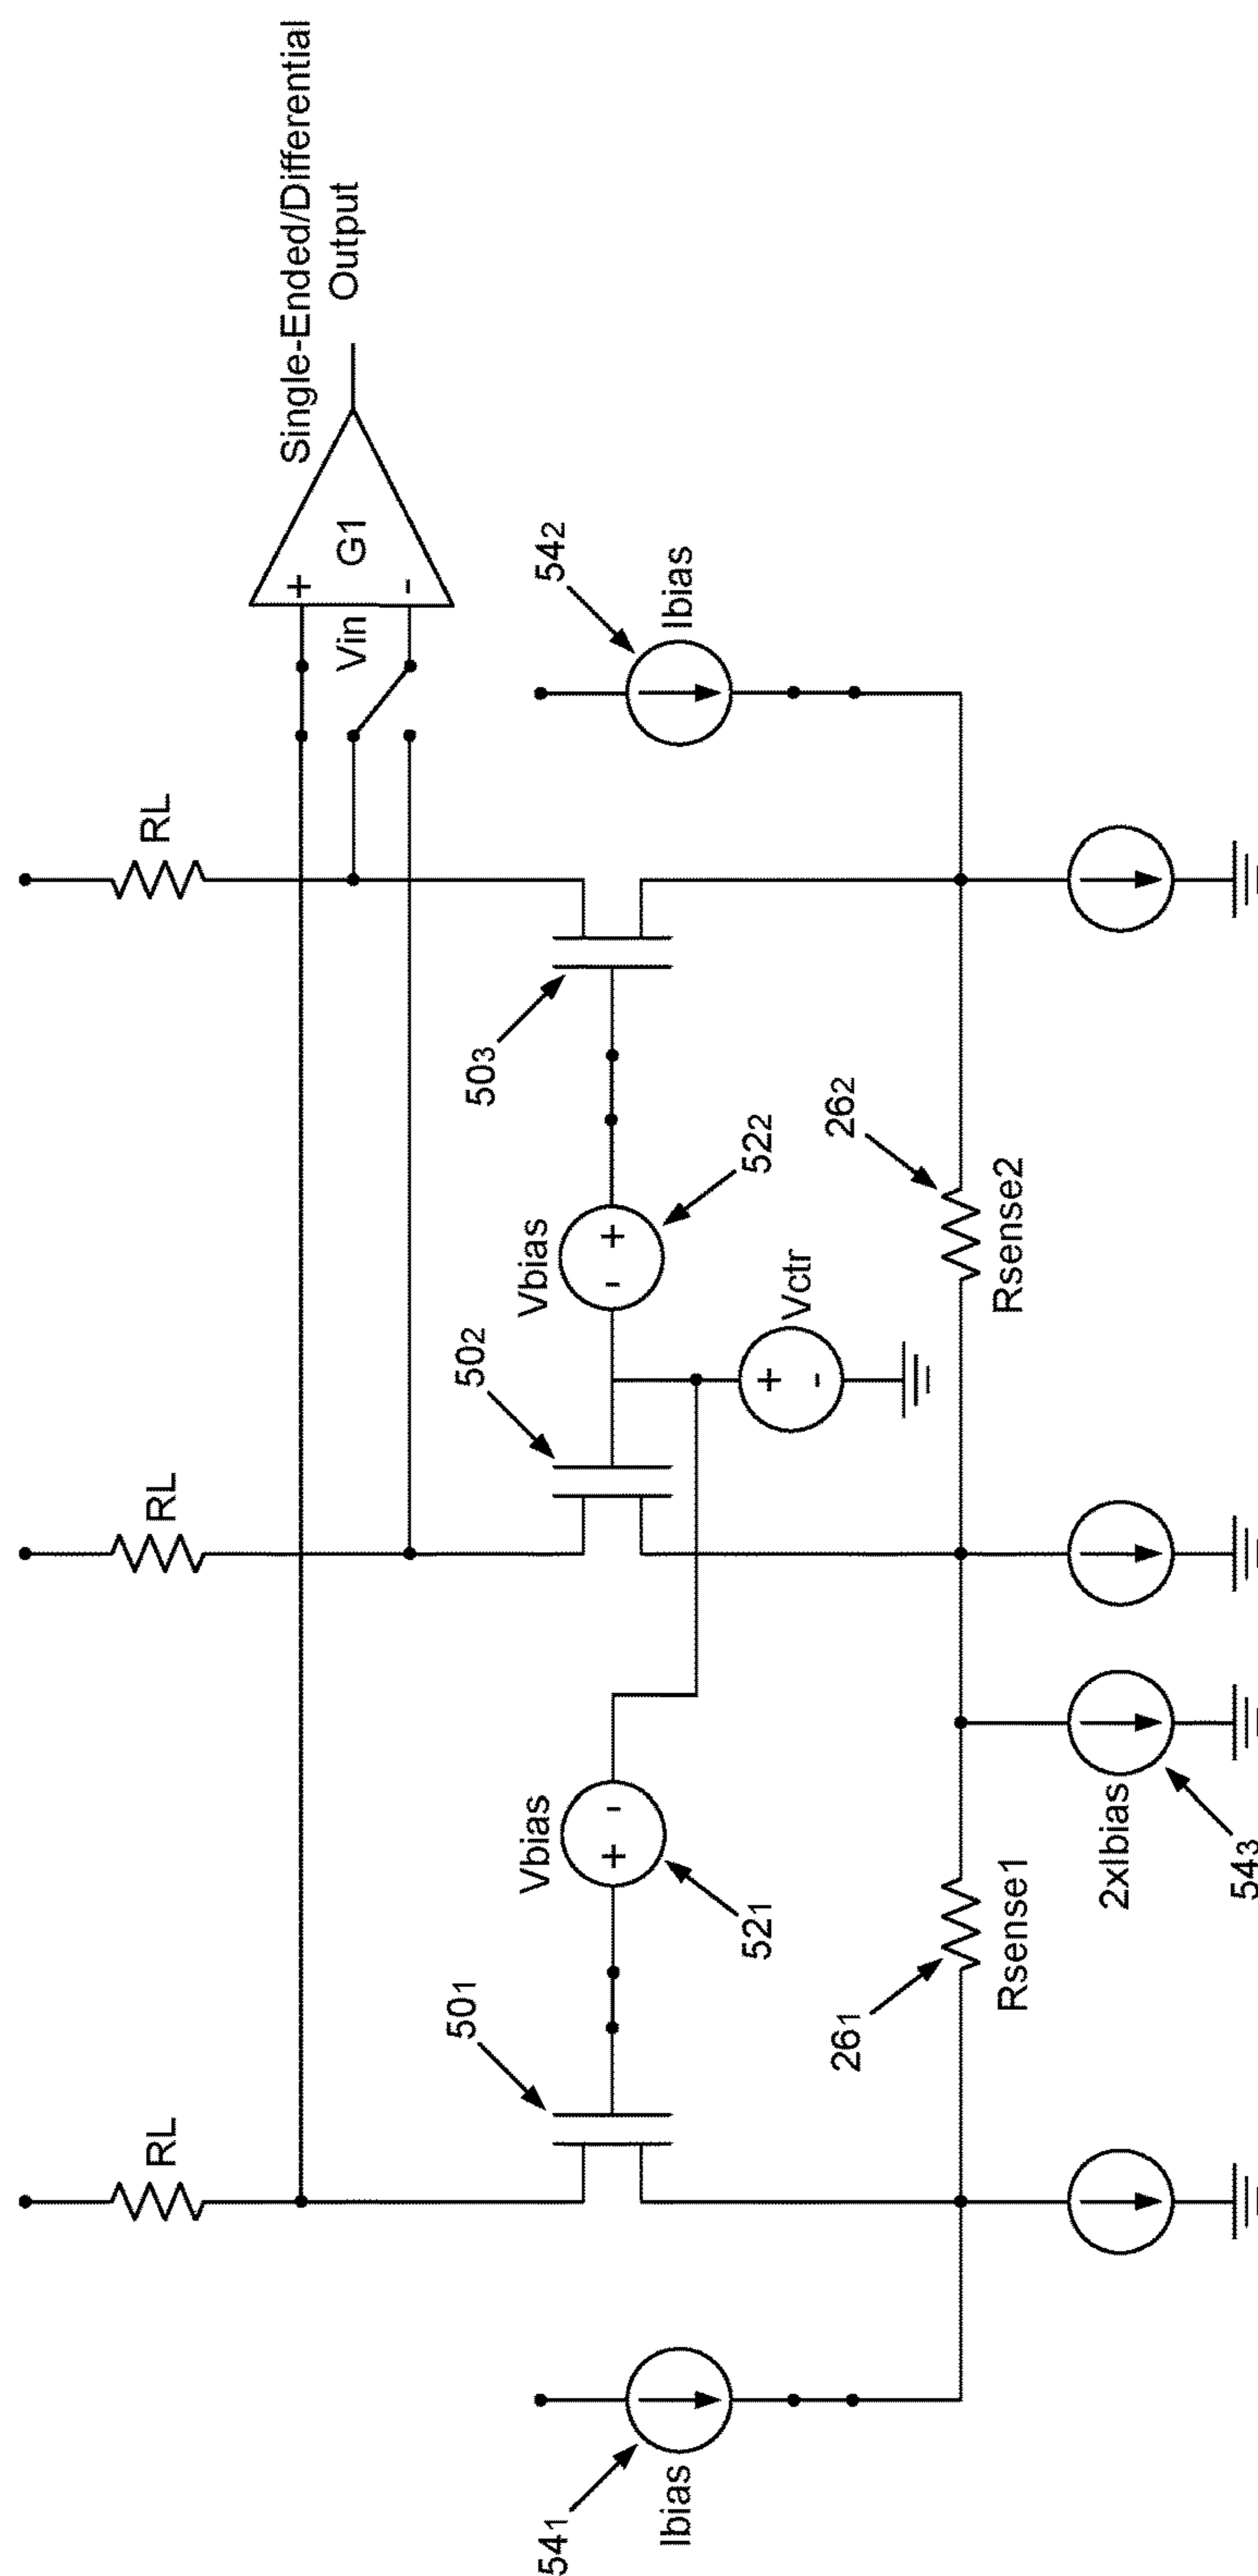 Single-Ended/Differential
Output
RL
RL
RL
+
G1
-
Vin
501
502
503
542
Ibias
Vbias
+ -
521
Vbias
- +
522
Vctr
+
-
541
Ibias
261
Rsense1
262
Rsense2
2xIbias
543